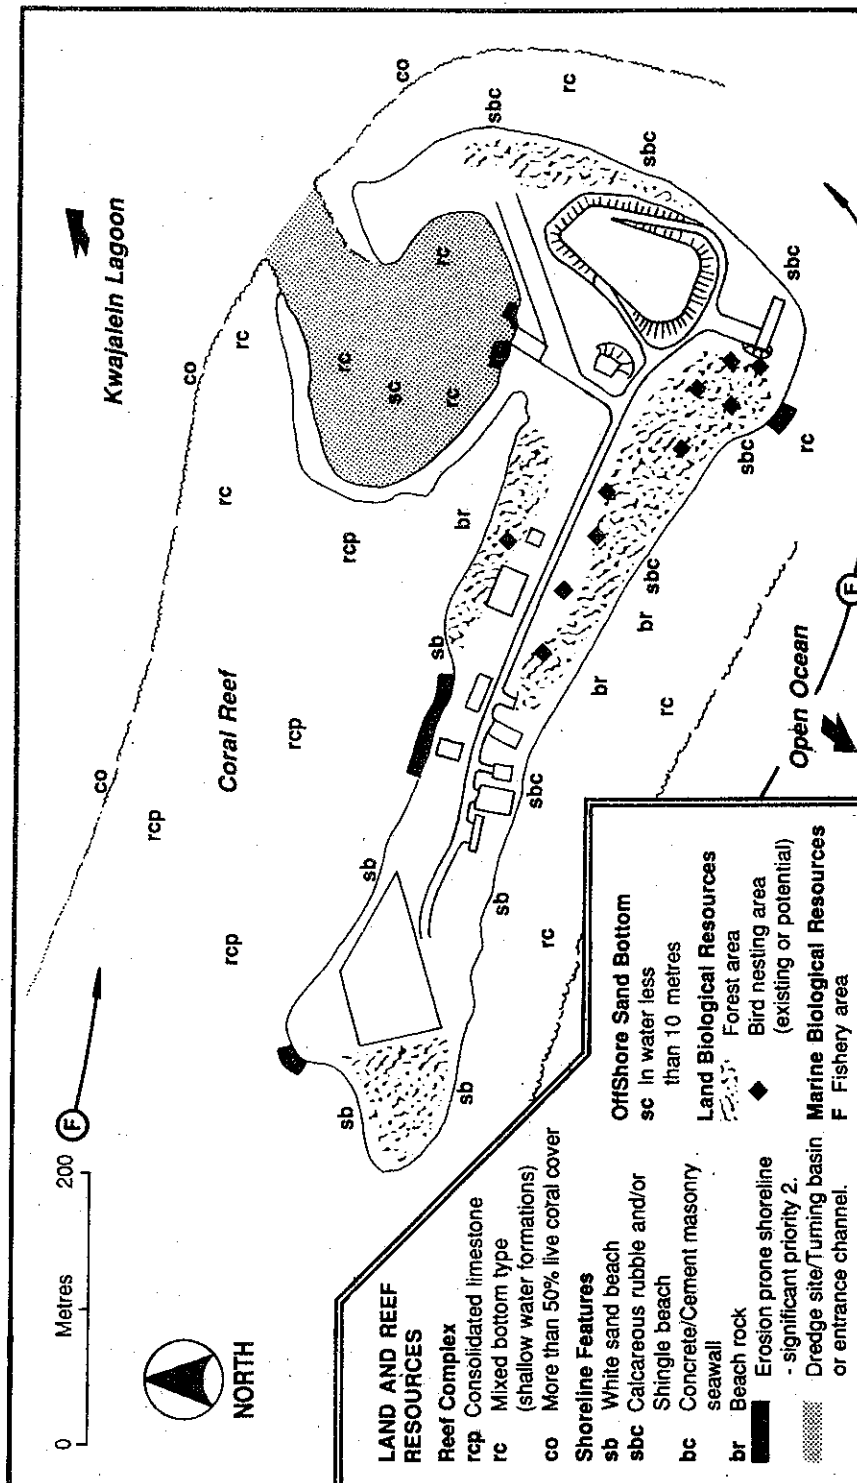 Kwajalein Lagoon
co
rc
sbc
sbc
sbc
co
rc
rc
rc
rc
sc
rc
rc
sbc
rcp
br
sbc
br
br
rc
F
Open Ocean
sb
Coral Reef
rcp
co
rcp
sbc
sb
sb
rc
rcp
sb
sb
F
0
Metres
200
NORTH
LAND AND REEF
RESOURCES
Reef Complex
rcp Consolidated limestone
rc Mixed bottom type
(shallow water formations)
co More than 50% live coral cover
Shoreline Features
sb White sand beach
sbc Calcareous rubble and/or
Shingle beach
bc Concrete/Cement masonry
seawall
br Beach rock
Erosion prone shoreline
- significant priority 2.
Dredge site/Turning basin
or entrance channel.
OffShore Sand Bottom
sc In water less
than 10 metres
Land Biological Resources
Forest area
Bird nesting area
(existing or potential)
Marine Biological Resources
F Fishery area